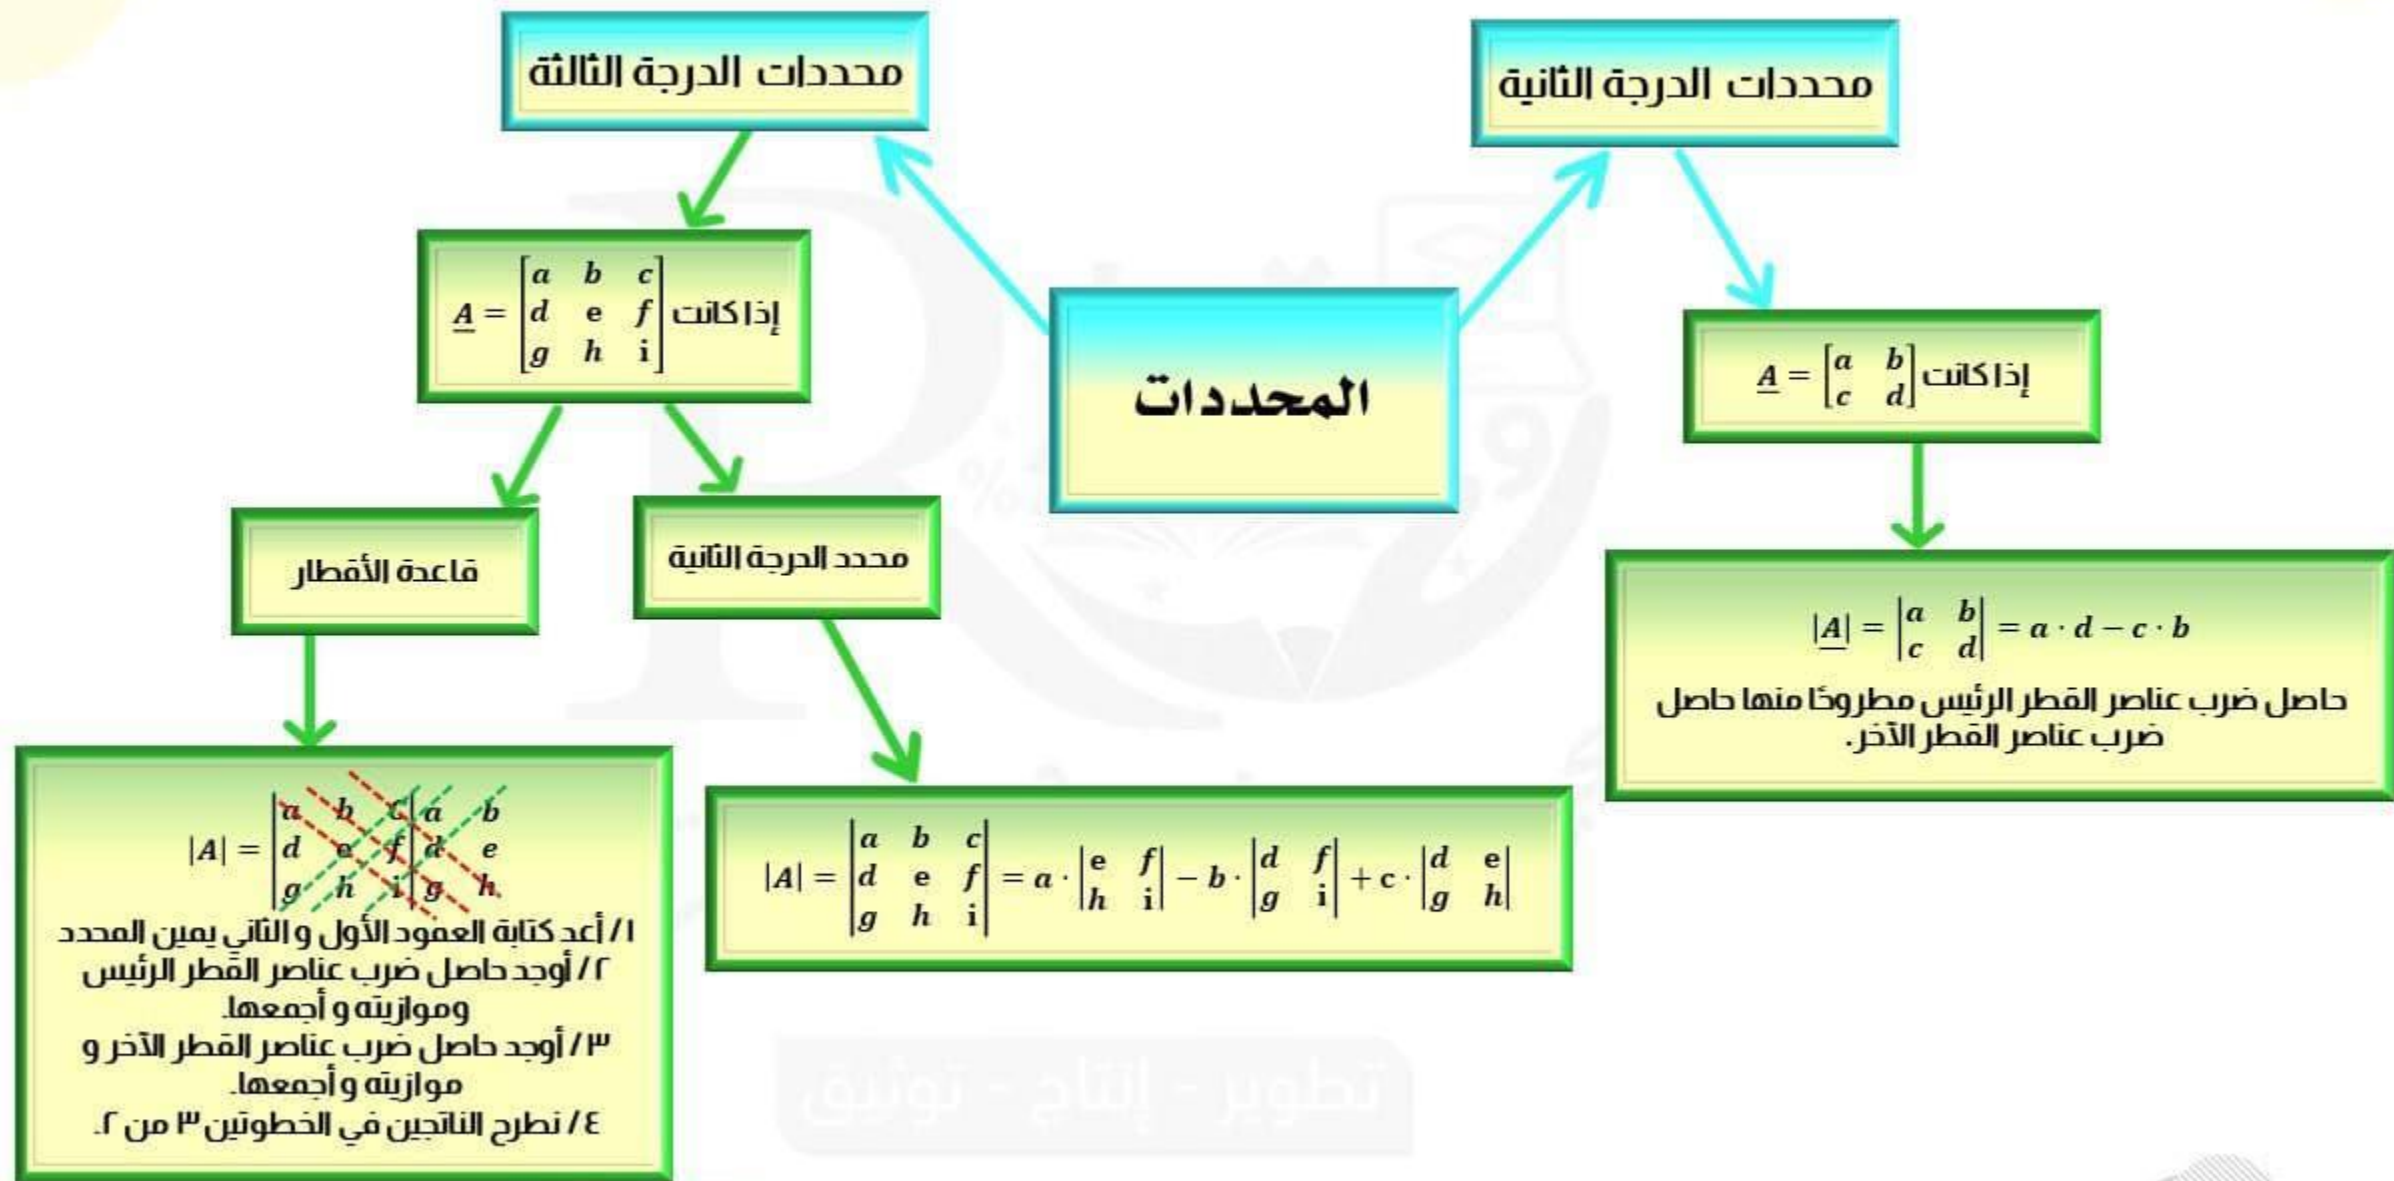 المحددات
محددات الدرجة الثانية
إذا كانت A = [a b
c d]
|A| = |a b
c d| = a · d − c · b
حاصل ضرب عناصر القطر الرئيس مطروحًا منها حاصل
ضرب عناصر القطر الآخر.
محددات الدرجة الثالثة
إذا كانت A = [a b c
d e f
g h i]
محدد الدرجة الثانية
|A| = |a b c
d e f
g h i| = a · |e f
h i| − b · |d f
g i| + c · |d e
g h|
قاعدة الأقطار
|A| = |a b c| a b
|d e f| d e
|g h i| g h
١/ أعد كتابة العمود الأول و الثاني يمين المحدد
٢/ أوجد حاصل ضرب عناصر القطر الرئيس
وموازيته و أجمعها.
٣/ أوجد حاصل ضرب عناصر القطر الآخر و
موازيته و أجمعها.
٤/ نطرح الناتجين في الخطوتين ٣ من ٢.
تطوير - إنتاج - توثيق